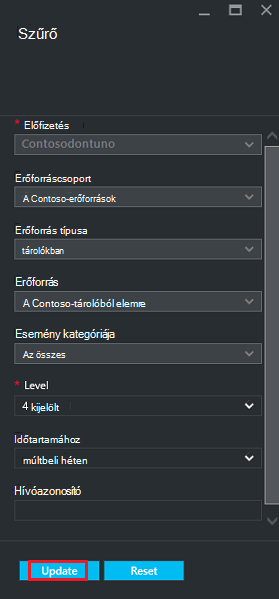 Szűrő
* Előfizetés
Contosodontuno
Erőforráscsoport
A Contoso-erőforrások
Erőforrás típusa
tárolókban
Erőforrás
A Contoso-tárolóból elemre
Esemény kategóriája
Az összes
* Level
4 kijelölt
Időtartamához
múltbeli héten
Hívóazonosító
Update Reset